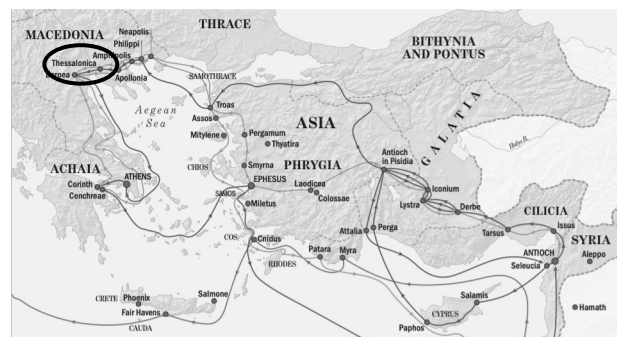 Neapolis
THRACE
MACEDONIA
Philippi
Amphipolis
Thessalonica
Beroea
Apollonia
SAMOTHRACE
BITHYNIA
AND PONTUS
Aegean
Sea
Troas
Assos
Mitylene
Pergamum
Thyatira
ASIA
GALATIA
Halys R.
CHIOS
Smyrna
PHRYGIA
Antioch
in Pisidia
ACHAIA
ATHENS
Corinth
Cenchreae
SAMOS
EPHESUS
Miletus
Laodicea
Colossae
Iconium
Lystra
Derbe
CILICIA
Issus
Tarsus
SYRIA
ANTIOCH
Aleppo
Seleucia
COS
Cnidus
Attalia
Perga
Patara
Myra
RHODES
CRETE
Phoenix
Salmone
Fair Havens
CAUDA
Salamis
CYPRUS
Paphos
Hamath